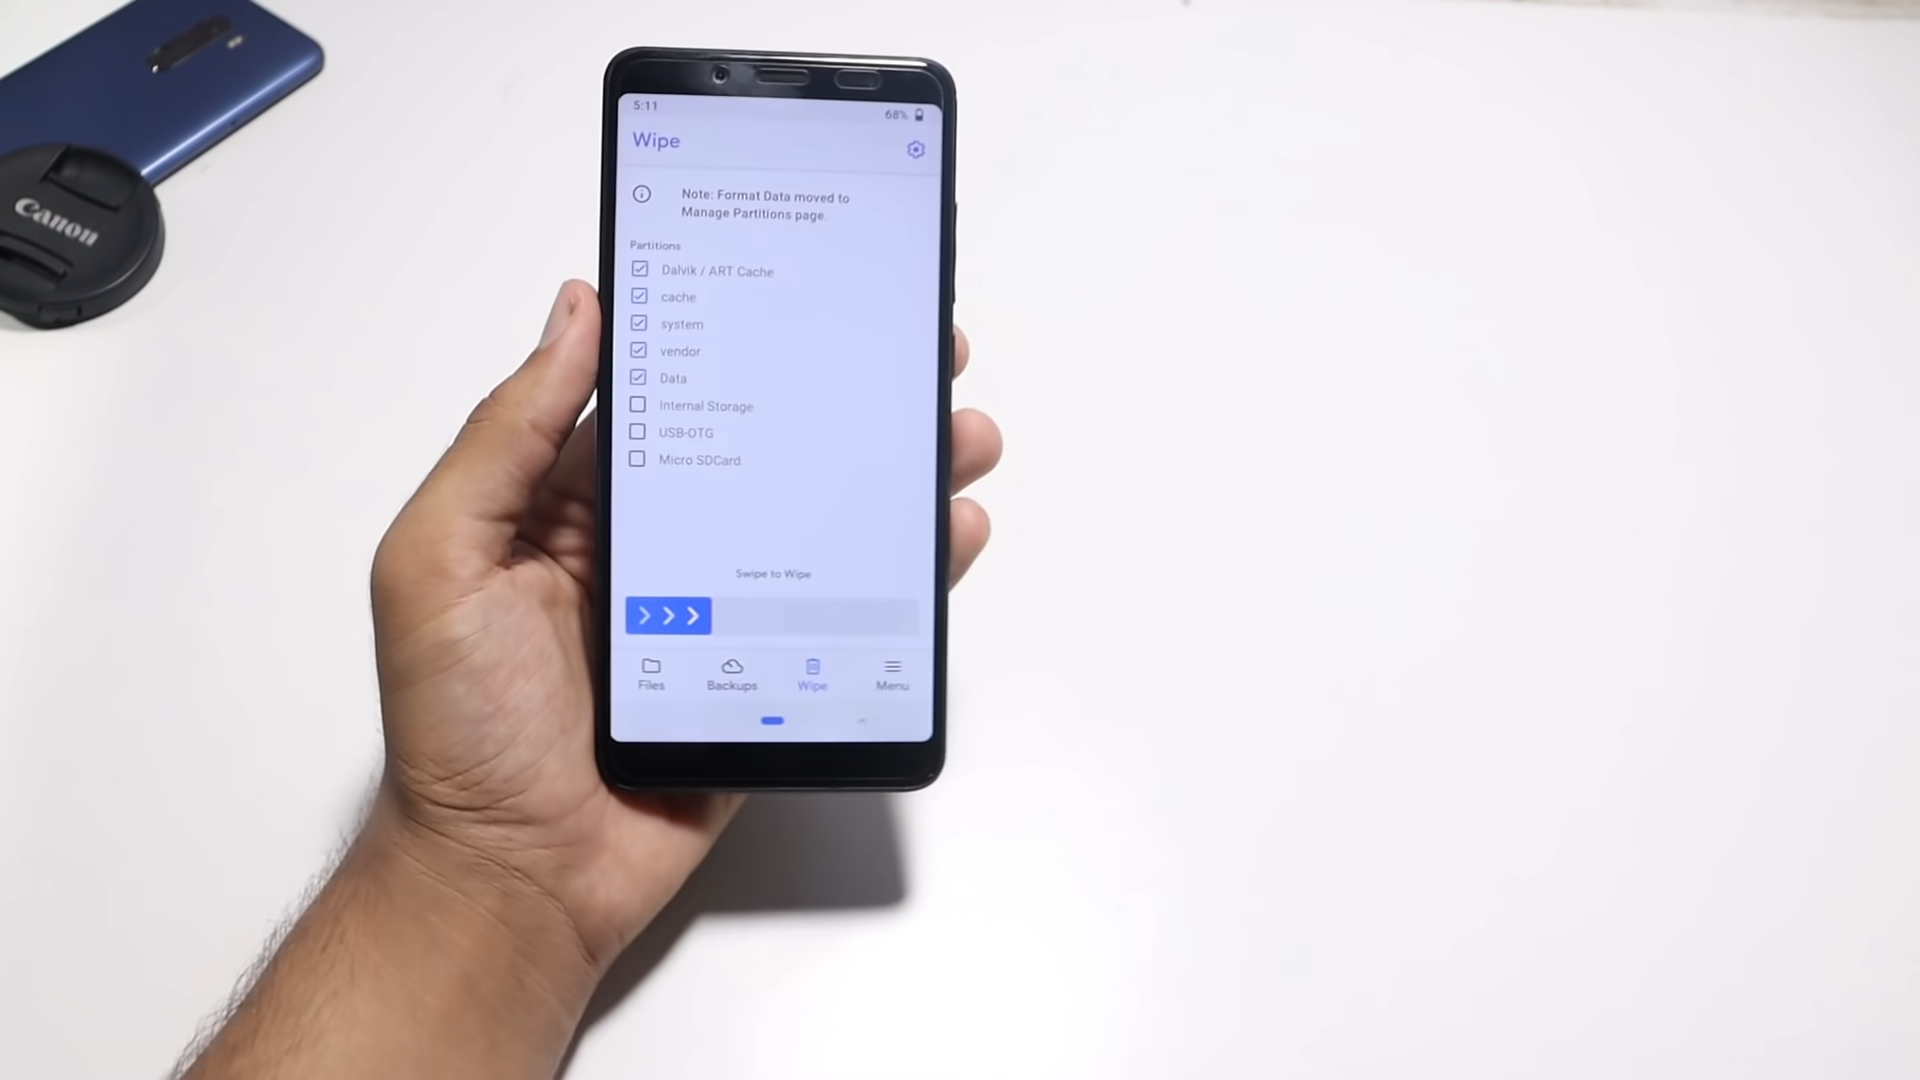 Canon
5:11
68%
Wipe
Note: Format Data moved to
Manage Partitions page.
Partitions
Dalvik / ART Cache
cache
system
vendor
Data
Internal Storage
USB-OTG
Micro SDCard
Swipe to Wipe
Files
Backups
Wipe
Menu